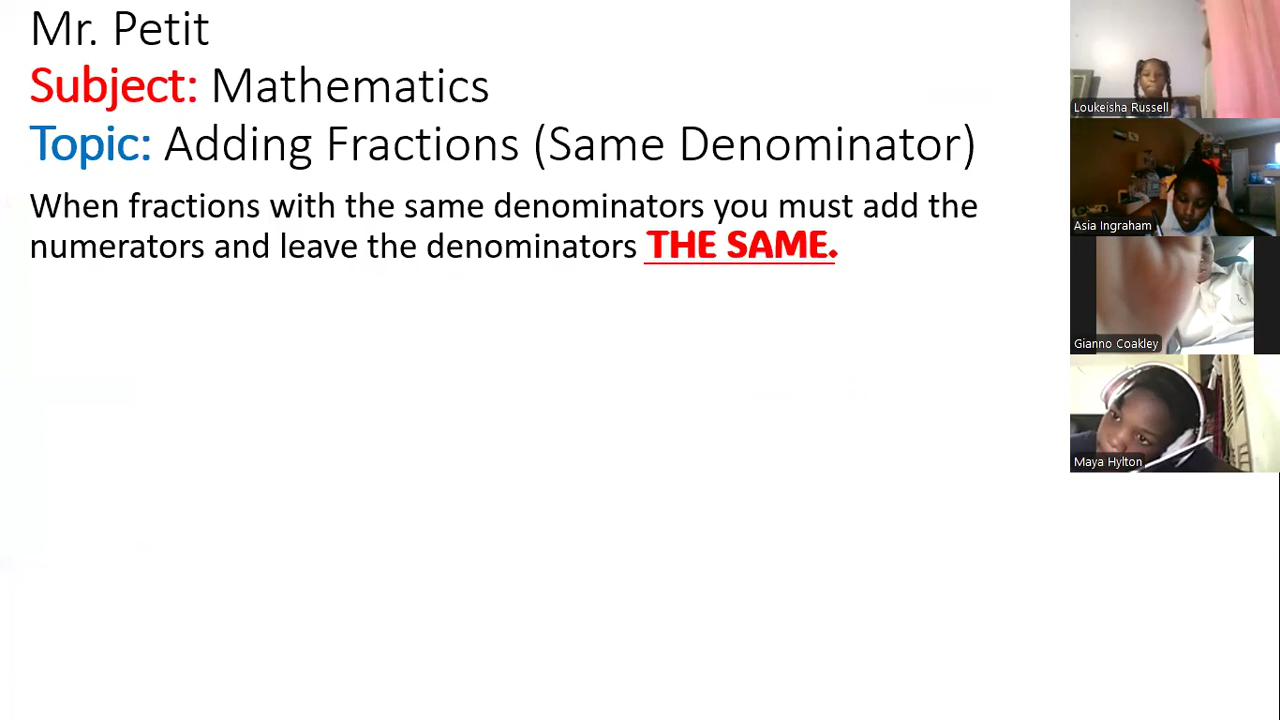 Mr. Petit
Subject: Mathematics
Topic: Adding Fractions (Same Denominator)
When fractions with the same denominators you must add the
numerators and leave the denominators THE SAME.
Loukeisha Russell
Asia Ingraham
Gianno Coakley
Maya Hylton